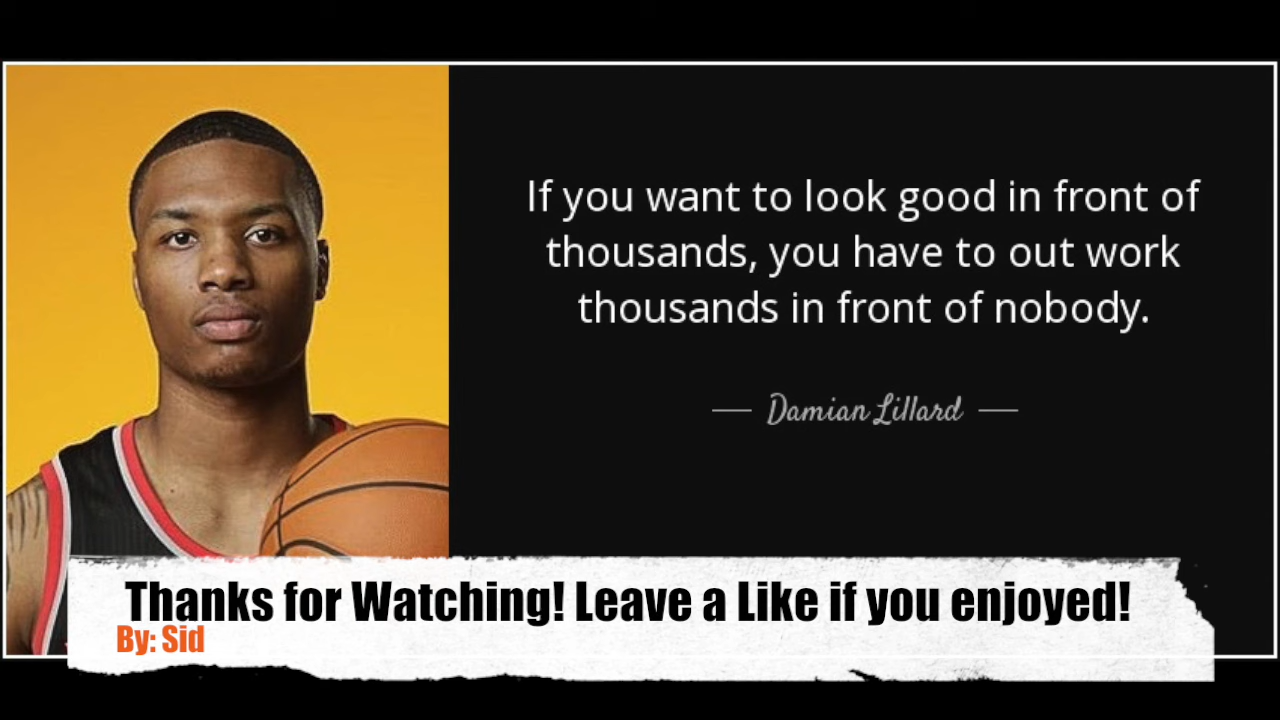 If you want to look good in front of
thousands, you have to out work
thousands in front of nobody.
Damian Lillard
Thanks for Watching! Leave a Like if you enjoyed!
By: Sid